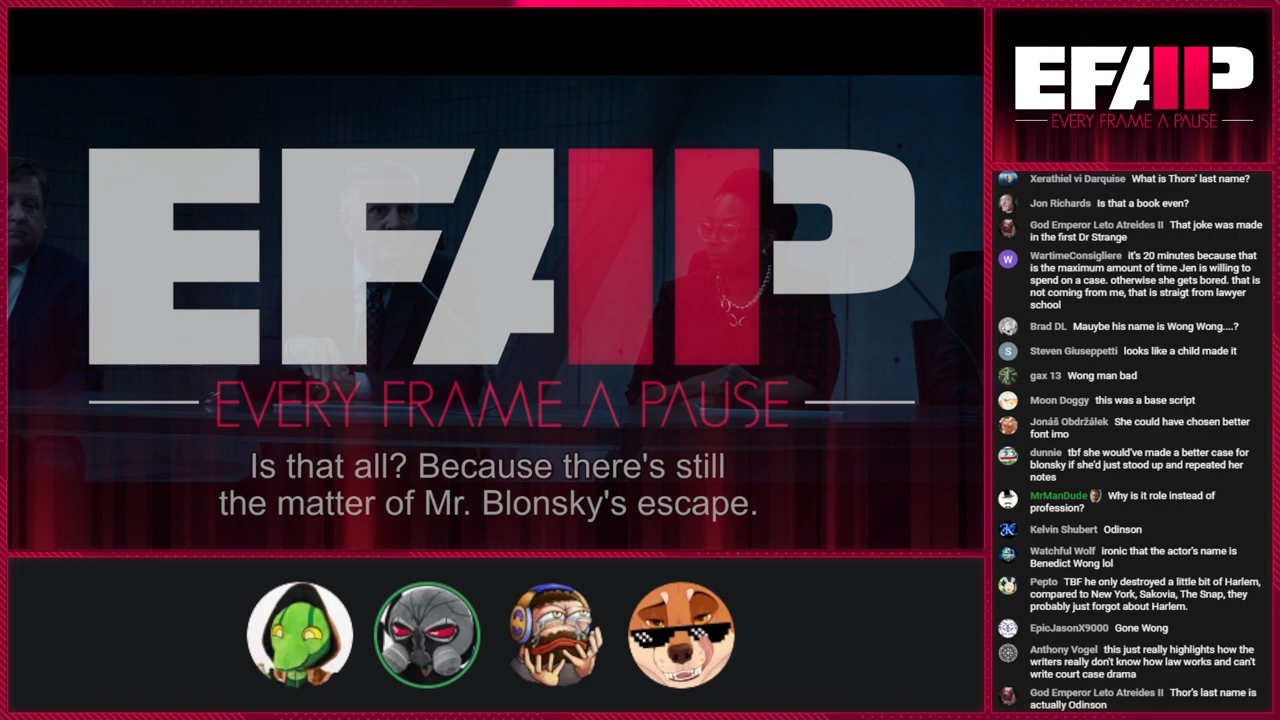 EFAP
EVERY FRAME A PAUSE
Is that all? Because there's still
the matter of Mr. Blonsky's escape.
EFAP
EVERY FRAME A PAUSE
Xerathiel vi Darquise What is Thors' last name?
Jon Richards Is that a book even?
God Emperor Leto Atreides II That joke was made
in the first Dr Strange
W
WartimeConsigliere it's 20 minutes because that
is the maximum amount of time Jen is willing to
spend on a case. otherwise she gets bored. that is
not coming from me, that is straigt from lawyer
school
Brad DL Mauybe his name is Wong Wong....?
S
Steven Giuseppetti looks like a child made it
gax 13 Wong man bad
Moon Doggy this was a base script
Jonáš Obdržálek She could have chosen better
font imo
dunnie tbf she would've made a better case for
blonsky if she'd just stood up and repeated her
notes
MrManDude Why is it role instead of
profession?
Kelvin Shubert Odinson
Watchful Wolf ironic that the actor's name is
Benedict Wong lol
Pepto TBF he only destroyed a little bit of Harlem,
compared to New York, Sakovia, The Snap, they
probably just forgot about Harlem.
EpicJasonX9000 Gone Wong
Anthony Vogel this just really highlights how the
writers really don't know how law works and can't
write court case drama
God Emperor Leto Atreides II Thor's last name is
actually Odinson